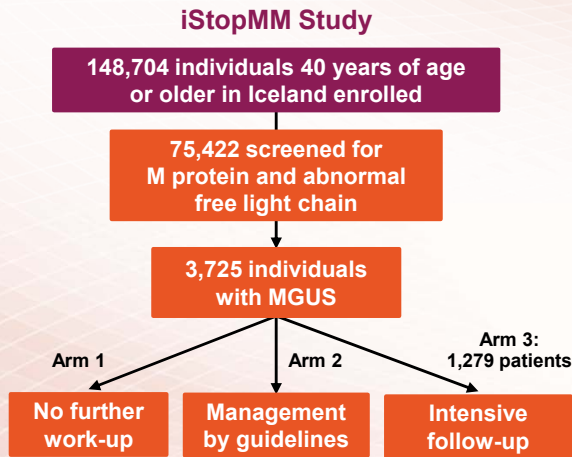 iStopMM Study
148,704 individuals 40 years of age
or older in Iceland enrolled
75,422 screened for
M protein and abnormal
free light chain
3,725 individuals
with MGUS
Arm 1
Arm 2
Arm 3:
1,279 patients
No further
work-up
Management
by guidelines
Intensive
follow-up